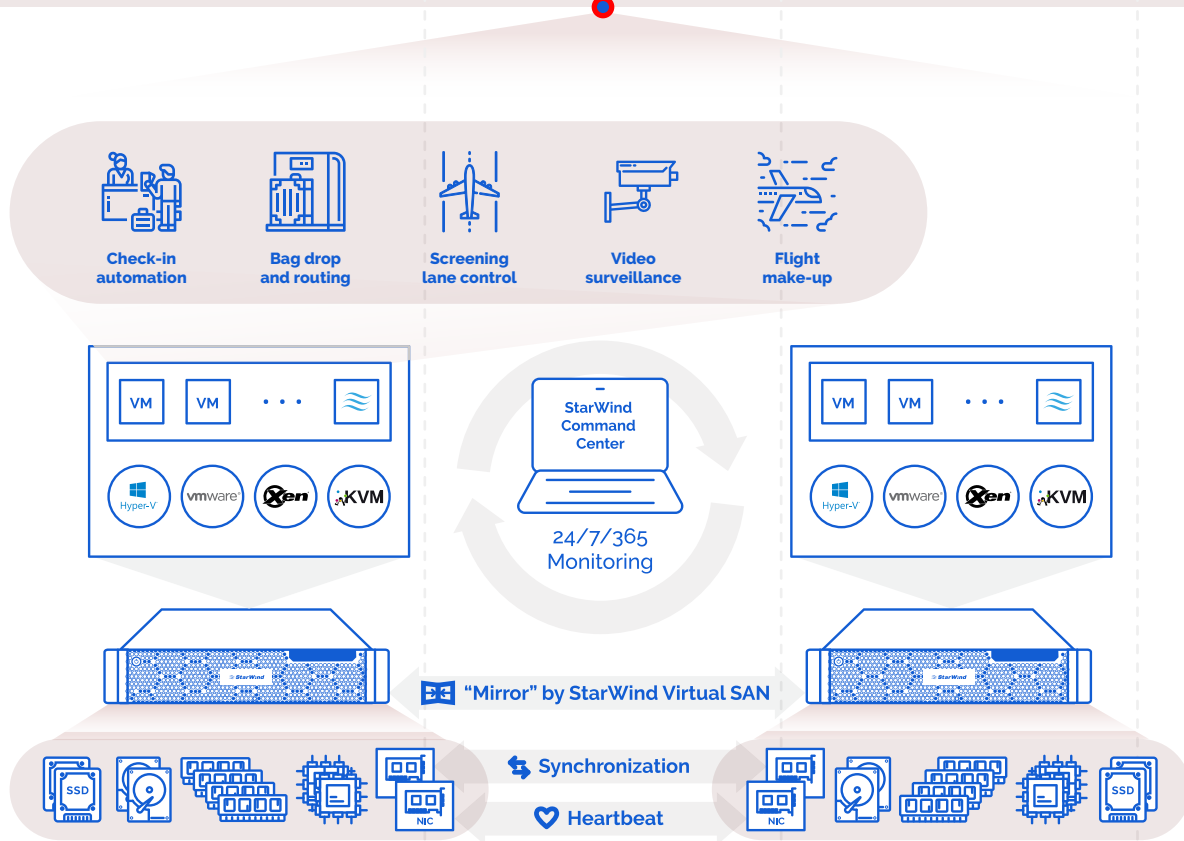 Check-in
automation
Bag drop
and routing
Screening
lane control
Video
surveillance
Flight
make-up
VM
VM
StarWind
Command
Center
VM
VM
Hyper-V
vmware®
Xen
KVM
24/7/365
Monitoring
Hyper-V
vmware®
Xen
KVM
StarWind
StarWind
“Mirror” by StarWind Virtual SAN
SSD
NIC
Synchronization
Heartbeat
NIC
SSD